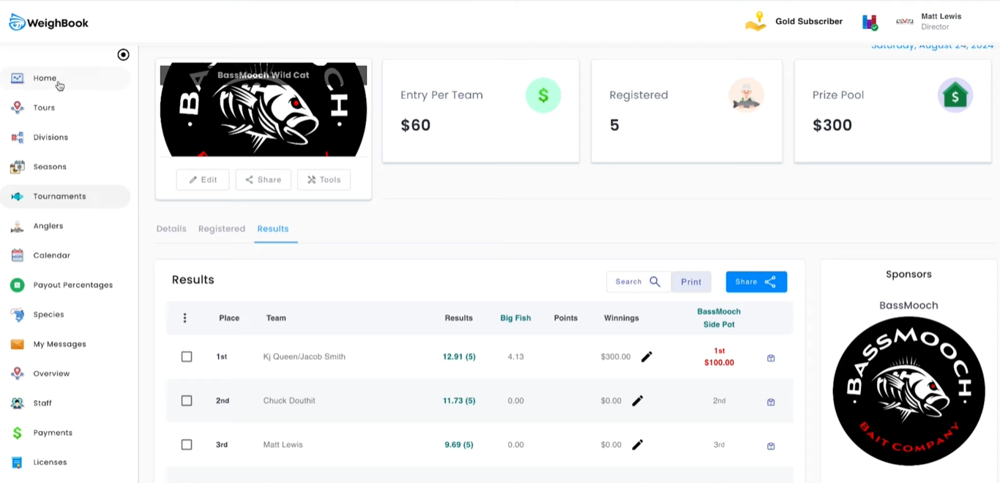 WeighBook
Gold Subscriber
Matt Lewis
Director
Saturday, August 24, 2024
Home
Tours
Divisions
Seasons
Tournaments
Anglers
Calendar
Payout Percentages
Species
My Messages
Overview
Staff
Payments
Licenses
BassMooch Wild Cat
BA CH
Edit
Share
Tools
Entry Per Team
$60
Registered
5
Prize Pool
$300
Details
Registered
Results
Results
Search
Print
Share
Place Team Results Big Fish Points Winnings BassMooch
Side Pot
1st Kj Queen/Jacob Smith 12.91 (5) 4.13 $300.00 1st
$100.00
2nd Chuck Douthit 11.73 (5) 0.00 $0.00 2nd
3rd Matt Lewis 9.69 (5) 0.00 $0.00 3rd
Sponsors
BassMooch
BASSMOOCH
BAIT COMPANY